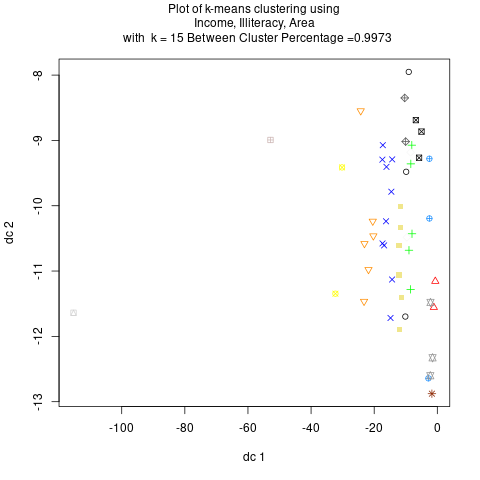 Plot of k-means clustering using
Income, Illiteracy, Area
with k = 15 Between Cluster Percentage =0.9973
-8
-9
-10
-11
-12
-13
dc 2
-100 -80 -60 -40 -20 0
dc 1